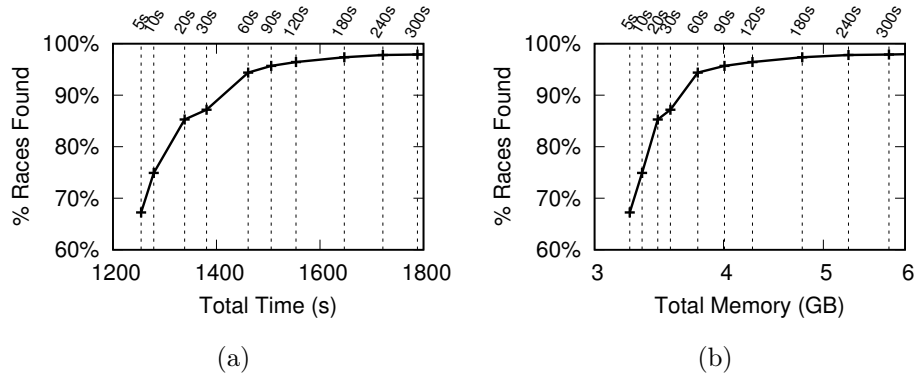 5s 10s 20s 30s 60s 90s 120s 180s 240s 300s
100%
90%
80%
70%
60%
% Races Found
1200 1400 1600 1800
Total Time (s)
(a)
5s 10s 20s 30s 60s 90s 120s 180s 240s 300s
100%
90%
80%
70%
60%
% Races Found
3 4 5 6
Total Memory (GB)
(b)